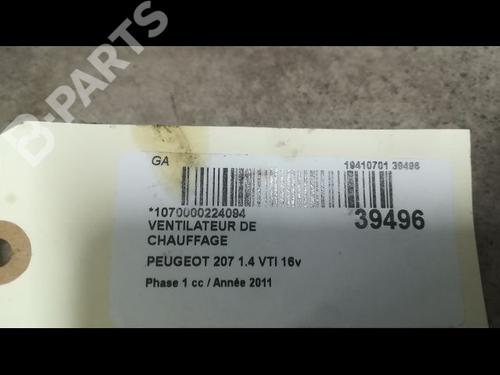 B-PARTS
GA
19410701 39496
*1070000224094
39496
VENTILATEUR DE
CHAUFFAGE
PEUGEOT 207 1.4 VTI 16v
Phase 1 cc / Année 2011